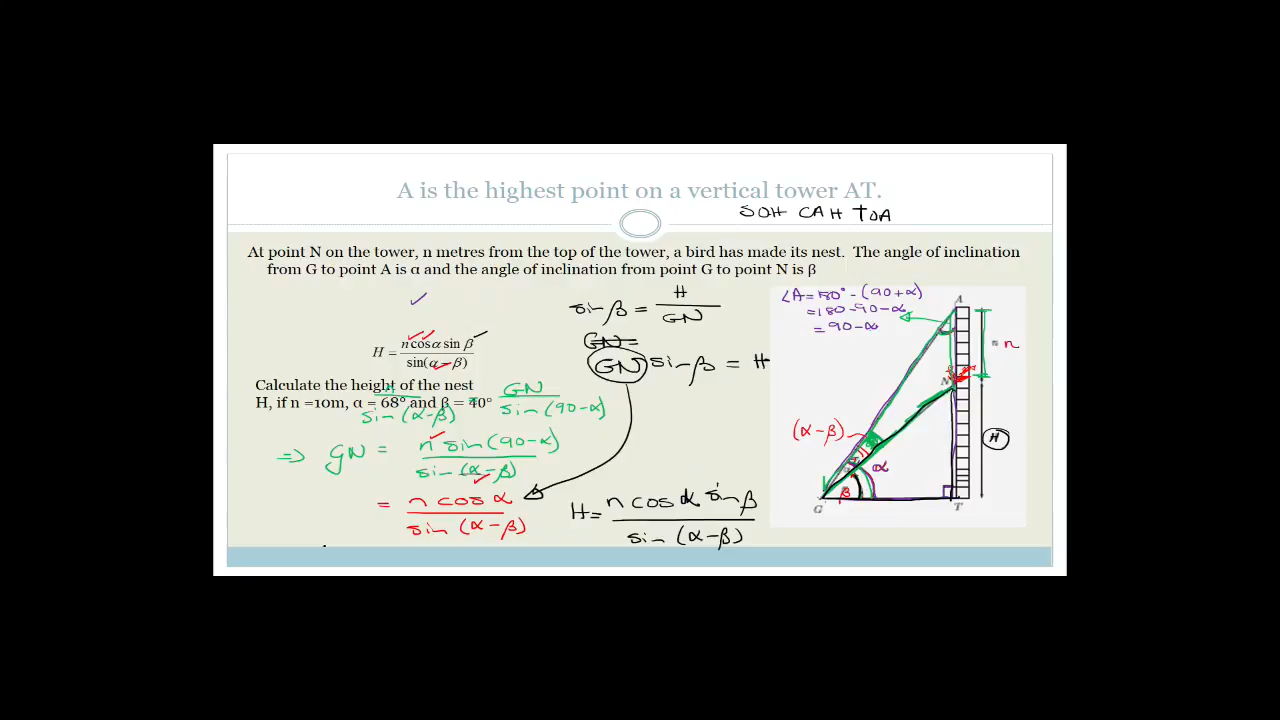 A is the highest point on a vertical tower AT.
SOH CAH TOA
At point N on the tower, n metres from the top of the tower, a bird has made its nest. The angle of inclination
from G to point A is α and the angle of inclination from point G to point N is β
H = n cosα sin β / sin(α − β)
Calculate the height of the nest
H, if n =10m, α = 68° and β = 40°
sin (α-β) = GN / sin (90-α)
⇒ GN = n sin (90-α) / sin (α-β)
= n cos α / sin (α-β)
sin β = H / GN
GN =
GN sin β = H
H = n cos α sin β / sin (α-β)
∠A = 180° - (90+α)
= 180-90-α
= 90-α
A
n
N
(α-β)
H
α
β
G
T